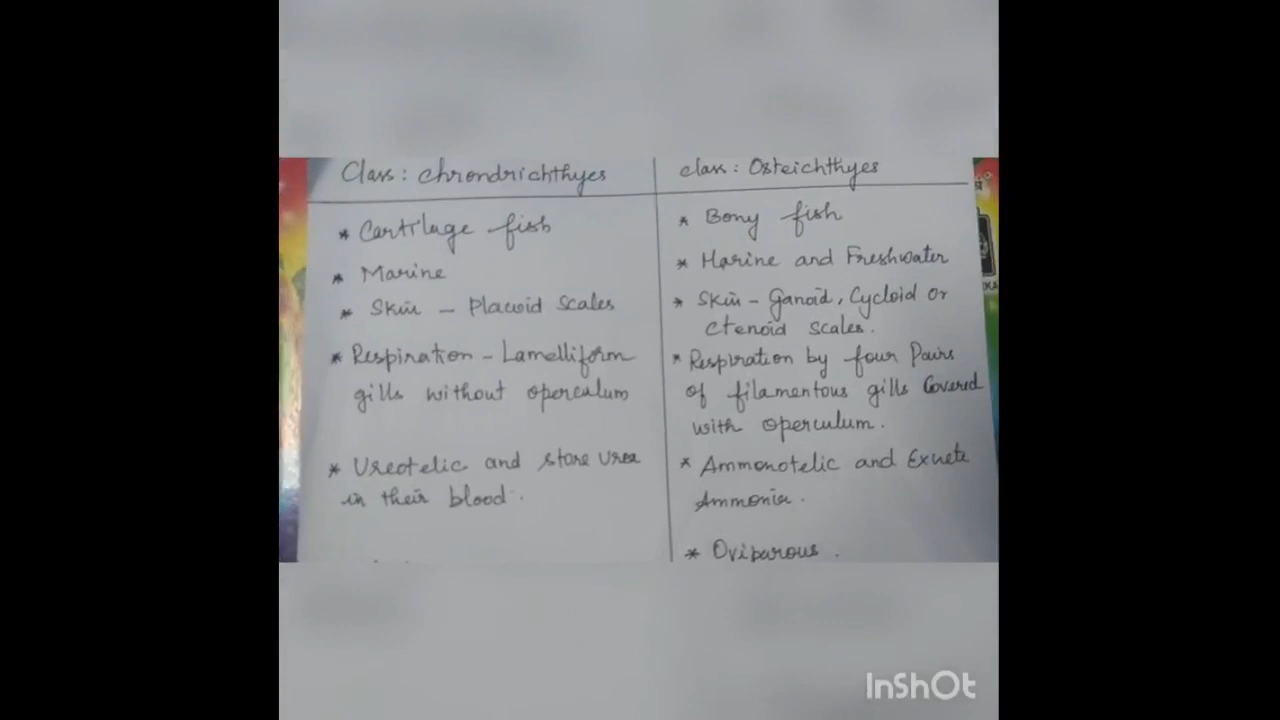 Class: Chrondrichthyes
* Cartilage fish
* Marine
* Skin - Placoid Scales
* Respiration - Lamelliform
gills without operculum
* Ureotelic and store urea
in their blood.
Class: Osteichthyes
* Bony fish
* Marine and Freshwater
* Skin - Ganoid, Cycloid or
Ctenoid scales.
* Respiration by four Pairs
of filamentous gills Covered
with operculum.
* Ammonotelic and Excrete
Ammonia.
* Oviparous.
InShOt